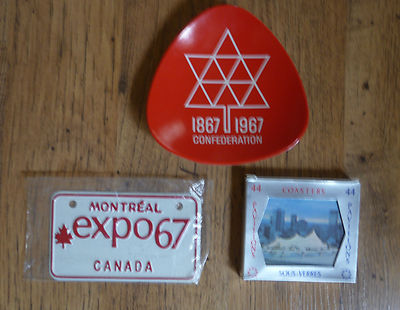 1867 1967
CONFEDERATION
MONTRÉAL
expo67
CANADA
44 COASTERS 44
SOUS-VERRES